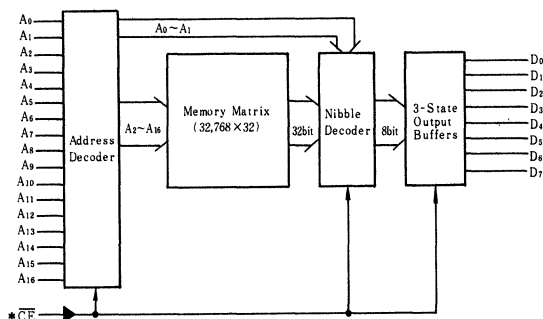 A0
A1
A2
A3
A4
A5
A6
A7
A8
A9
A10
A11
A12
A13
A14
A15
A16
* CE
Address
Decoder
A0~A1
A2~A16
Memory Matrix
(32,768×32)
32bit
Nibble
Decoder
8bit
3-State
Output
Buffers
D0
D1
D2
D3
D4
D5
D6
D7